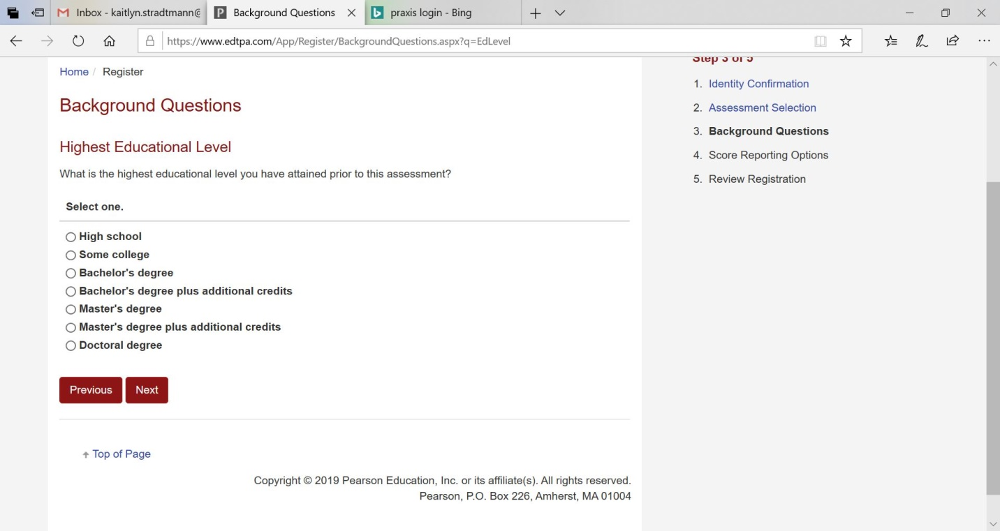 Inbox - kaitlyn.stradtmann@
Background Questions
praxis login - Bing
https://www.edtpa.com/App/Register/BackgroundQuestions.aspx?q=EdLevel
Home / Register
Background Questions
Highest Educational Level
What is the highest educational level you have attained prior to this assessment?
Select one.
High school
Some college
Bachelor's degree
Bachelor's degree plus additional credits
Master's degree
Master's degree plus additional credits
Doctoral degree
Previous Next
Top of Page
Copyright © 2019 Pearson Education, Inc. or its affiliate(s). All rights reserved.
Pearson, P.O. Box 226, Amherst, MA 01004
Step 3 of 5
1. Identity Confirmation
2. Assessment Selection
3. Background Questions
4. Score Reporting Options
5. Review Registration